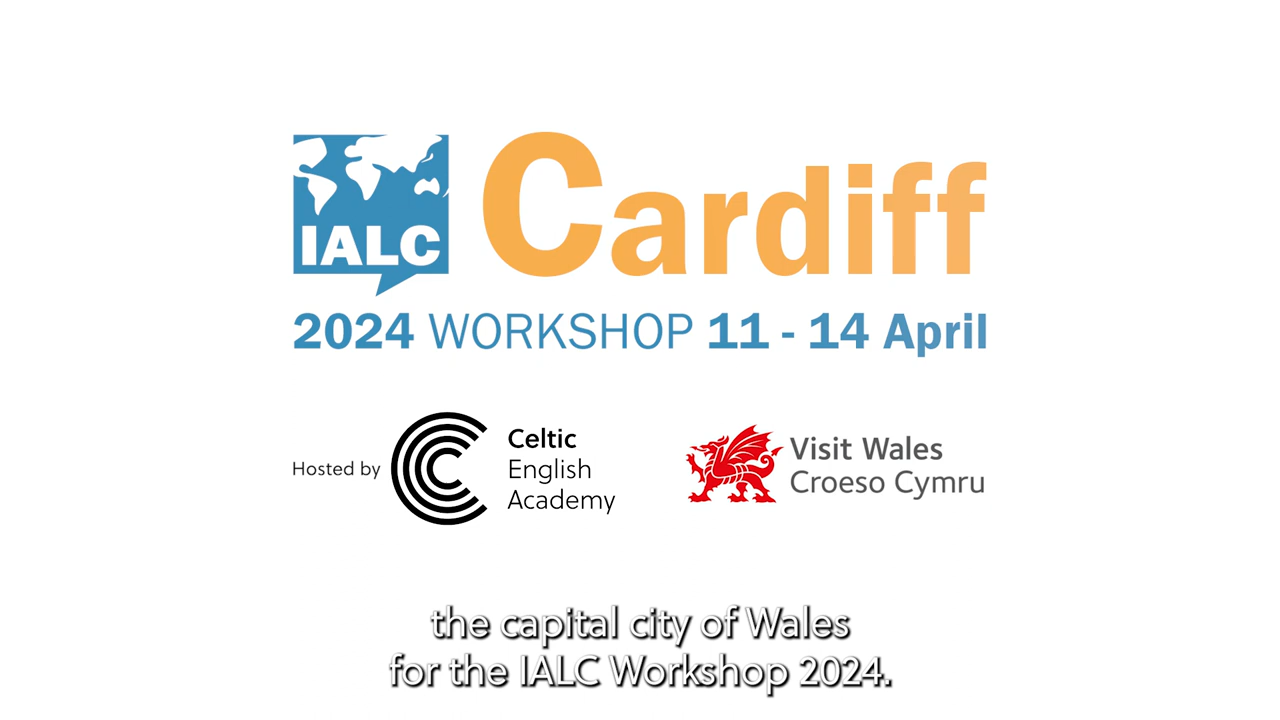 IALC
Cardiff
2024 WORKSHOP 11 - 14 April
Hosted by
Celtic
English
Academy
Visit Wales
Croeso Cymru
the capital city of Wales
for the IALC Workshop 2024.